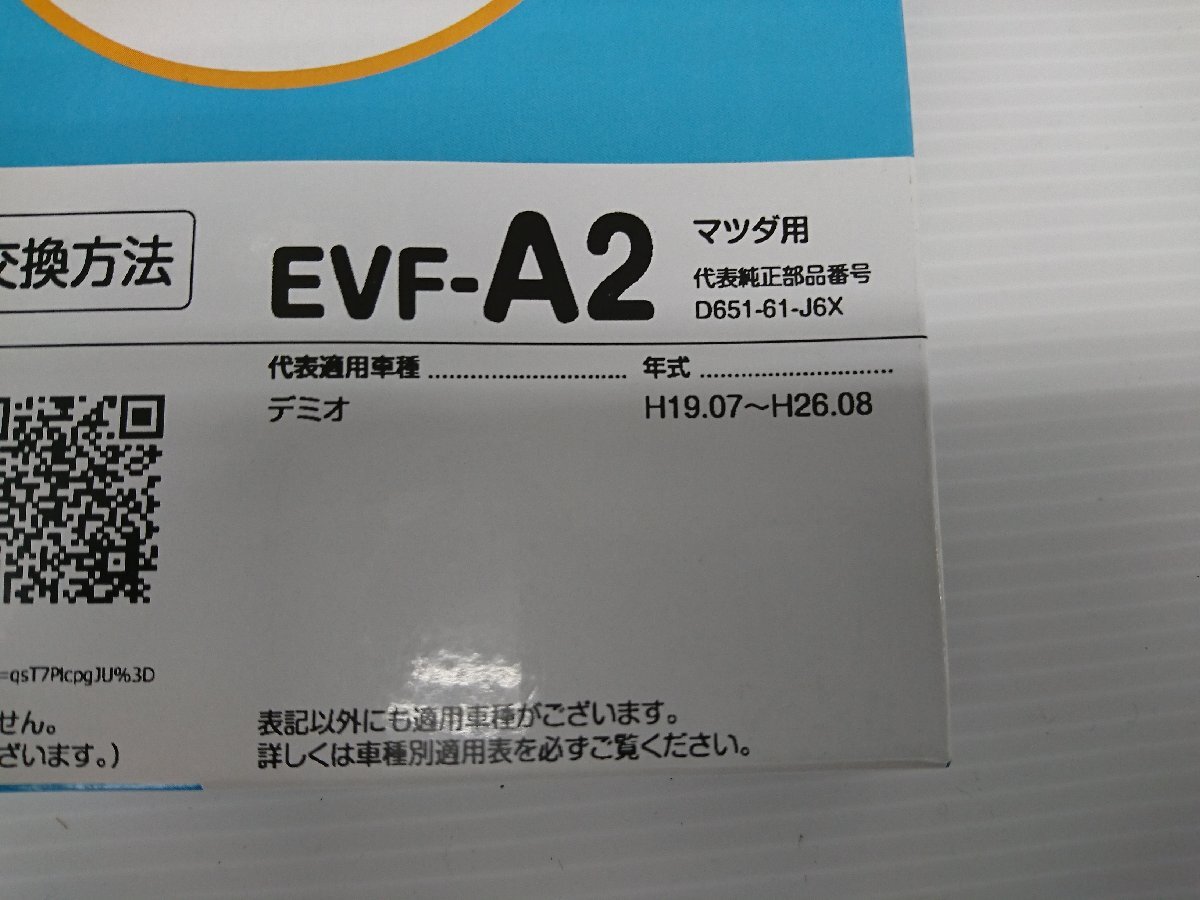 交換方法
EVF-A2
マツダ用
代表純正部品番号
D651-61-J6X
代表適用車種 ............................ 年式 ............................
デミオ H19.07～H26.08
=qsT7PlcpgJU%3D
せん。
ざいます。)
表記以外にも適用車種がございます。
詳しくは車種別適用表を必ずご覧ください。